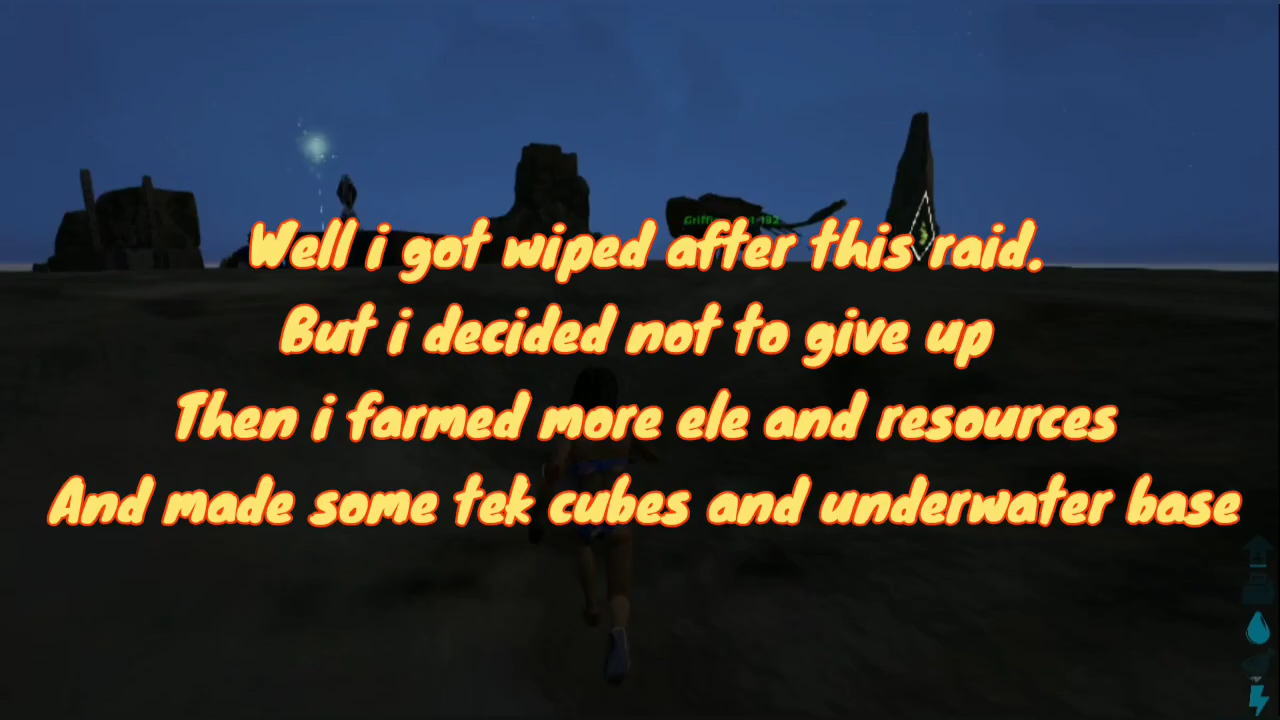 Well i got wiped after this raid.
But i decided not to give up
Then i farmed more ele and resources
And made some tek cubes and underwater base